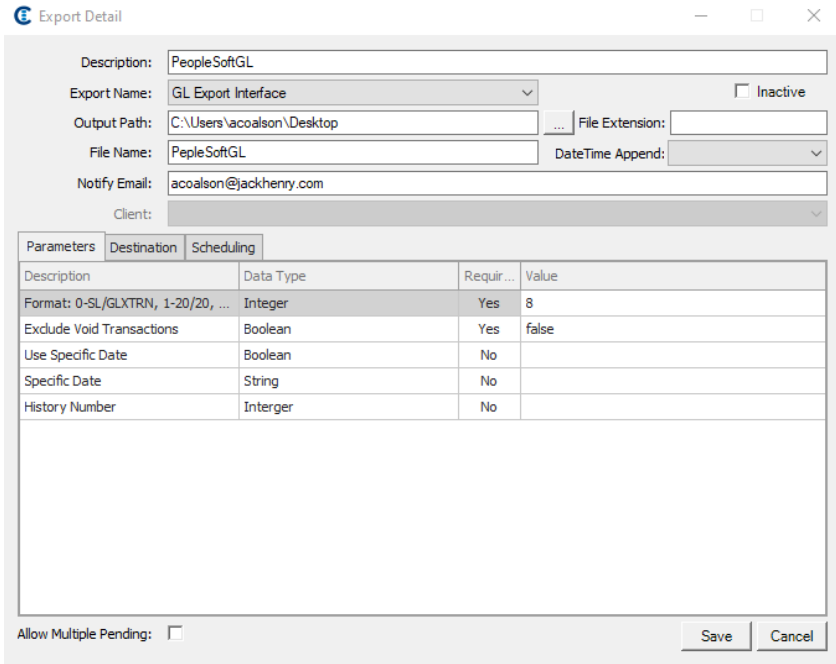 Export Detail
Description: PeopleSoftGL
Export Name: GL Export Interface Inactive
Output Path: C:\Users\acoalson\Desktop ... File Extension:
File Name: PepleSoftGL DateTime Append:
Notify Email: acoalson@jackhenry.com
Client:
Parameters Destination Scheduling
Description Data Type Requir... Value
Format: 0-SL/GLXTRN, 1-20/20, ... Integer Yes 8
Exclude Void Transactions Boolean Yes false
Use Specific Date Boolean No
Specific Date String No
History Number Interger No
Allow Multiple Pending: Save Cancel